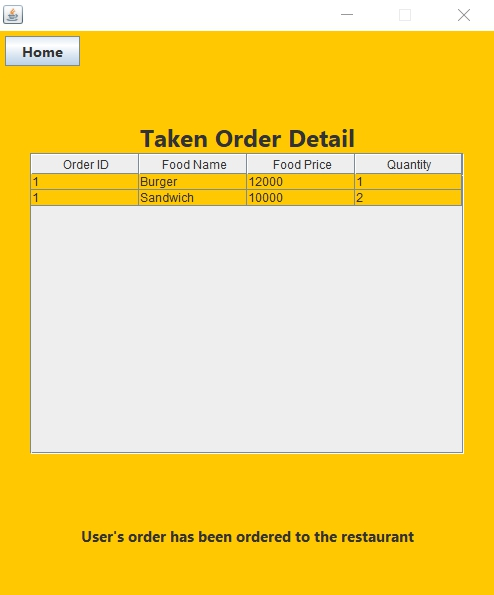 Home
Taken Order Detail
Order ID Food Name Food Price Quantity
1 Burger 12000 1
1 Sandwich 10000 2
User's order has been ordered to the restaurant